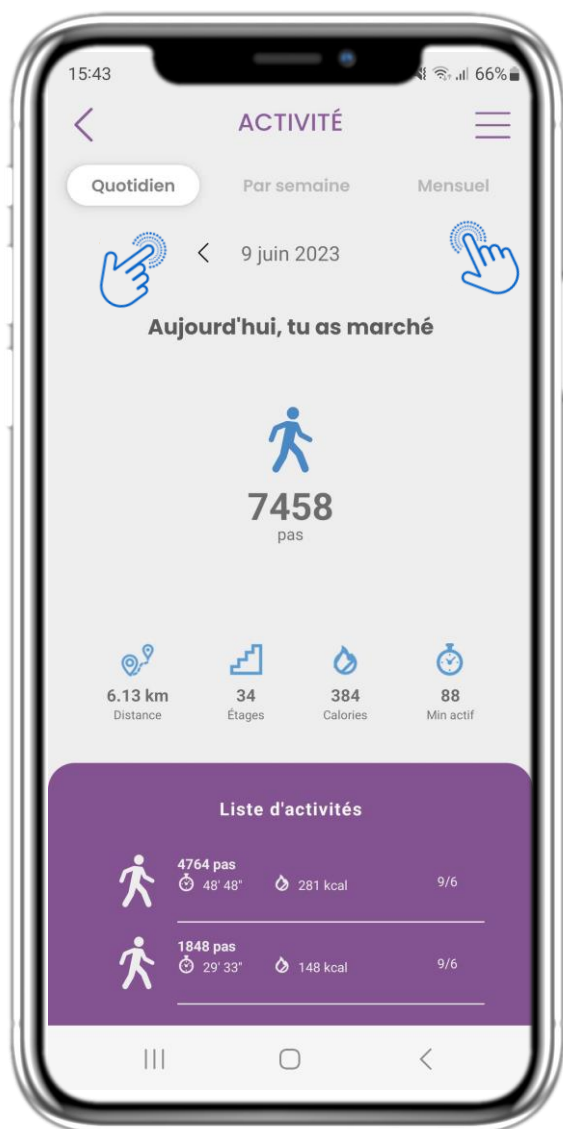 15:43 66%
ACTIVITÉ
Quotidien Par semaine Mensuel
9 juin 2023
Aujourd'hui, tu as marché
7458
pas
6.13 km 34 384 88
Distance Étages Calories Min actif
Liste d'activités
4764 pas
48' 48" 281 kcal 9/6
1848 pas
29' 33" 148 kcal 9/6